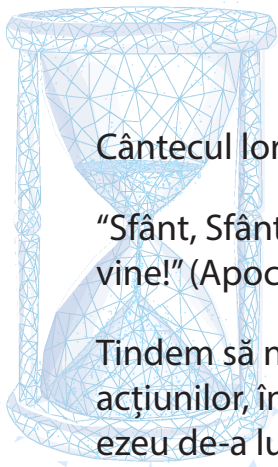 Cântecul lor
“Sfânt, Sfânt
vine!” (Apoc
Tindem să n
acțiunilor, în
ezeu de-a lu